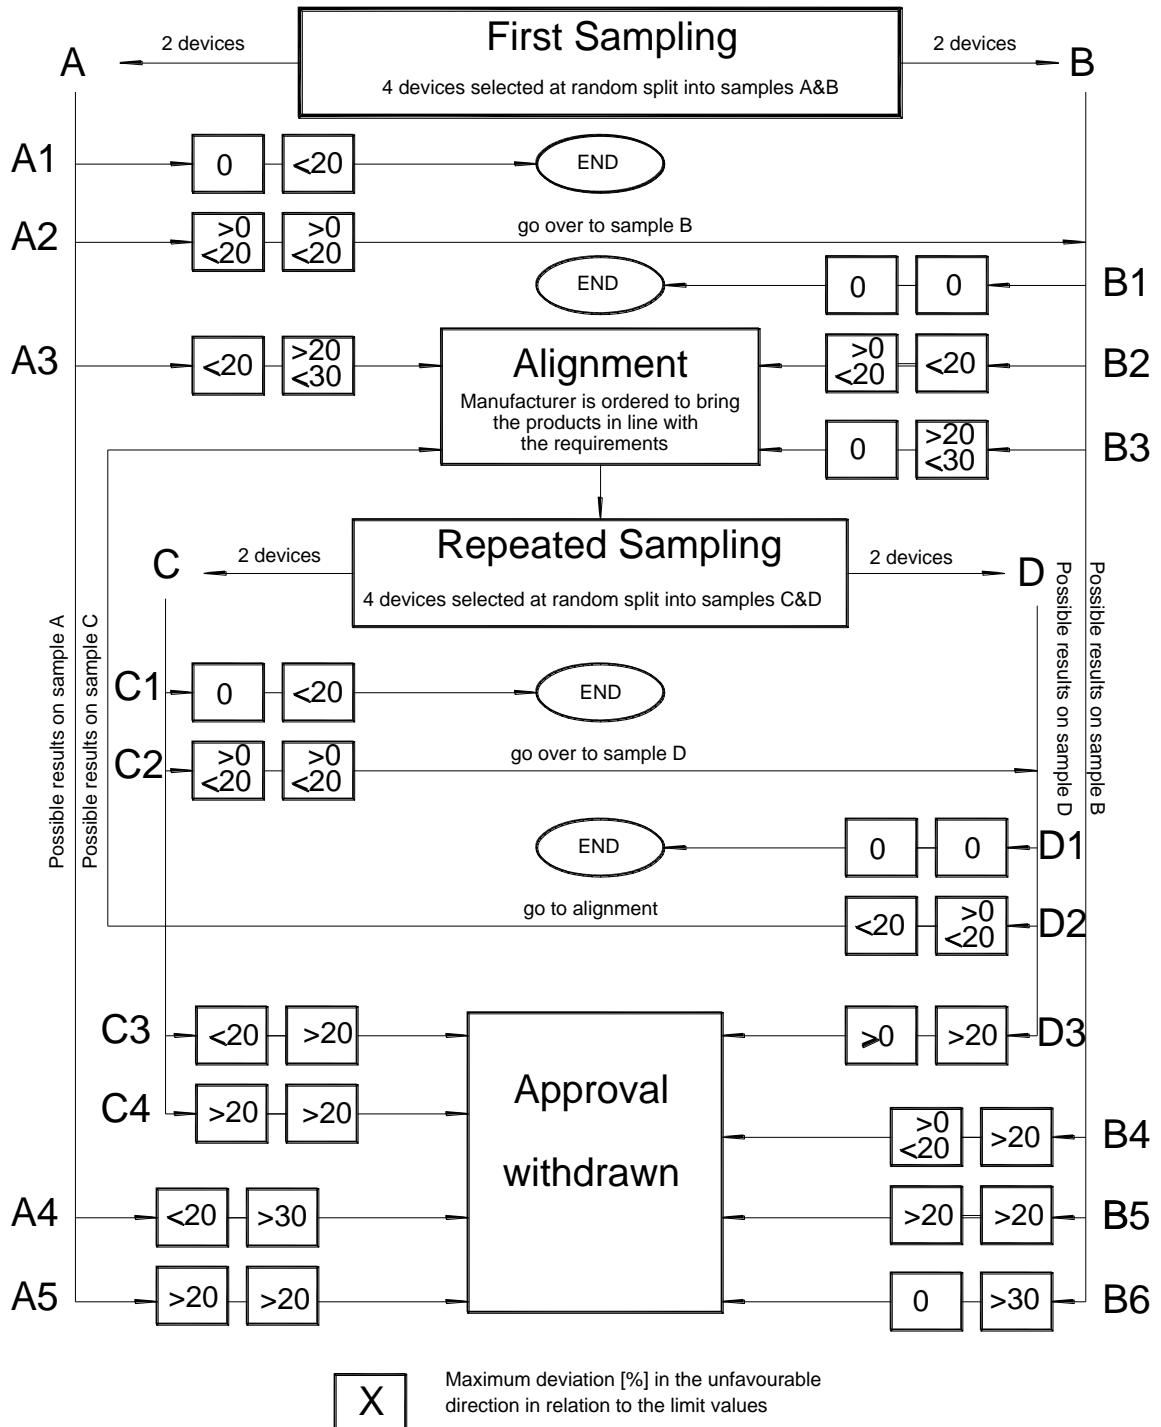 First Sampling
4 devices selected at random split into samples A&B
2 devices
2 devices
A
B
A1
0
<20
END
A2
>0
<20
>0
<20
go over to sample B
END
0
0
B1
A3
<20
>20
<30
Alignment
Manufacturer is ordered to bring
the products in line with
the requirements
>0
<20
<20
B2
0
>20
<30
B3
Repeated Sampling
4 devices selected at random split into samples C&D
2 devices
2 devices
C
D
Possible results on sample A
Possible results on sample C
Possible results on sample D
Possible results on sample B
C1
0
<20
END
C2
>0
<20
>0
<20
go over to sample D
END
0
0
D1
go to alignment
<20
>0
<20
D2
C3
<20
>20
Approval
withdrawn
≥0
>20
D3
C4
>20
>20
>0
<20
>20
B4
A4
<20
>30
>20
>20
B5
A5
>20
>20
0
>30
B6
X
Maximum deviation [%] in the unfavourable
direction in relation to the limit values